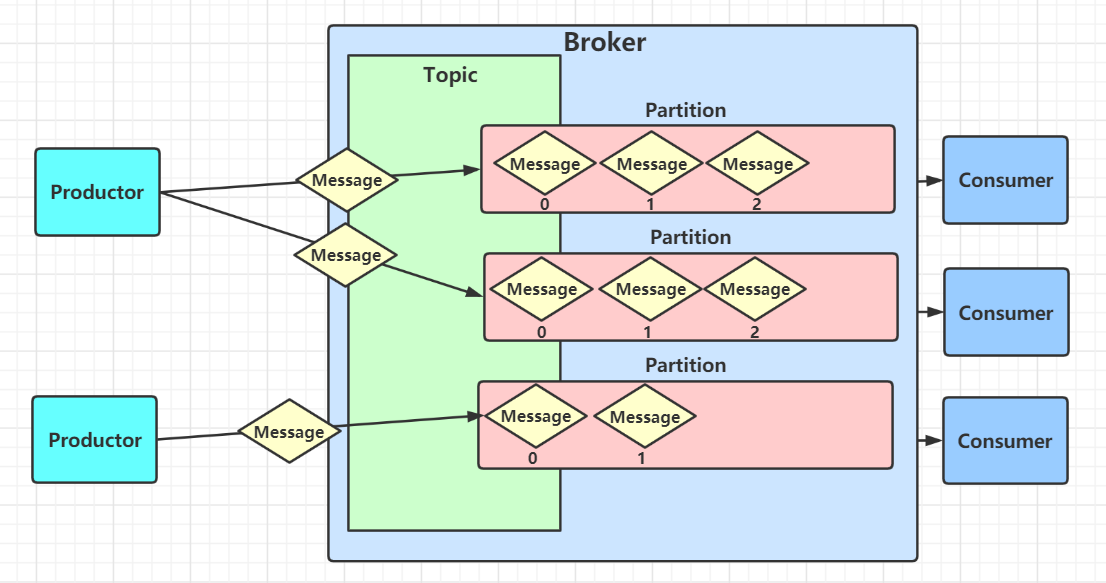 Broker
Topic
Partition
Productor
Message
Message
Message Message Message
0 1 2
Consumer
Partition
Message
Message Message Message
0 1 2
Consumer
Partition
Productor
Message
Message Message
0 1
Consumer